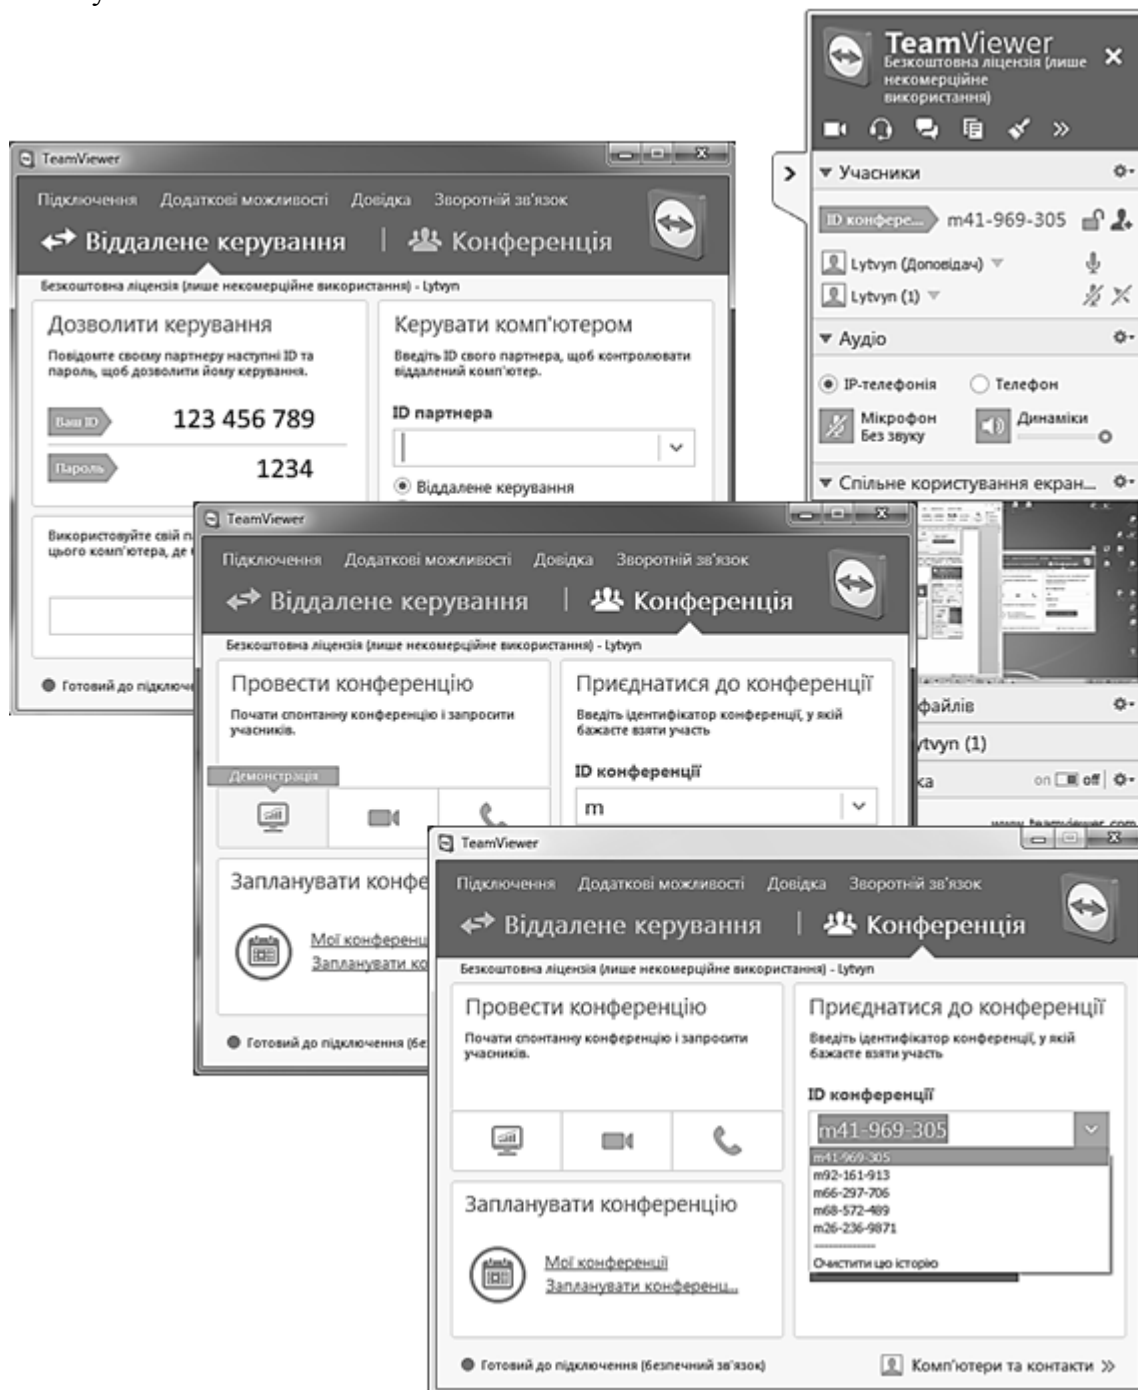 TeamViewer
Безкоштовна ліцензія (лише
некомерційне
використання)
Учасники
ID конфере...
m41-969-305
Lytvyn (Доповідач)
Lytvyn (1)
Аудіо
IP-телефонія
Телефон
Мікрофон
Без звуку
Динаміки
Спільне користування екран...
файлів
ytvyn (1)
ка
on off
www.teamviewer.com
TeamViewer
Підключення Додаткові можливості Довідка Зворотній зв'язок
Віддалене керування | Конференція
Безкоштовна ліцензія (лише некомерційне використання) - Lytvyn
Дозволити керування
Повідомте своєму партнеру наступні ID та
пароль, щоб дозволити йому керування.
Ваш ID 123 456 789
Пароль 1234
Керувати комп'ютером
Введіть ID свого партнера, щоб контролювати
віддалений комп'ютер.
ID партнера
Віддалене керування
Використовуйте свій п
цього комп'ютера, де
Готовий до підключе
TeamViewer
Підключення Додаткові можливості Довідка Зворотній зв'язок
Віддалене керування | Конференція
Безкоштовна ліцензія (лише некомерційне використання) - Lytvyn
Провести конференцію
Почати спонтанну конференцію і запросити
учасників.
Демонстрація
Приєднатися до конференції
Введіть ідентифікатор конференції, у якій
бажаєте взяти участь
ID конференції
m
Запланувати конфе
Мої конференц
Запланувати ко
Готовий до підключення (бе
TeamViewer
Підключення Додаткові можливості Довідка Зворотній зв'язок
Віддалене керування | Конференція
Безкоштовна ліцензія (лише некомерційне використання) - Lytvyn
Провести конференцію
Почати спонтанну конференцію і запросити
учасників.
Приєднатися до конференції
Введіть ідентифікатор конференції, у якій
бажаєте взяти участь
ID конференції
m41-969-305
m41-969-305
m92-161-913
m66-297-706
m68-572-489
m26-236-9871
--------------
Очистити цю історію
Запланувати конференцію
Мої конференції
Запланувати конференц...
Готовий до підключення (безпечний зв'язок)
Комп'ютери та контакти